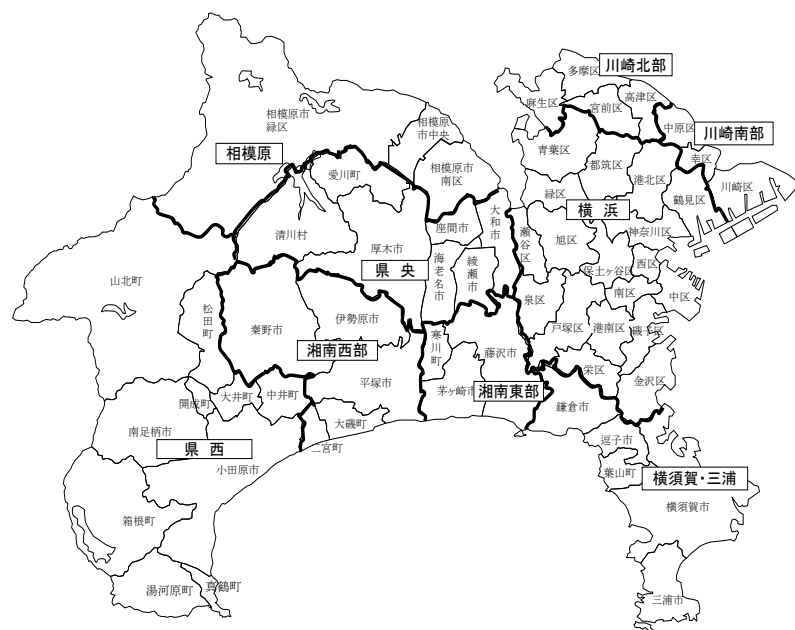 川崎北部
多摩区
高津区
麻生区
宮前区
相模原市
緑区
相模原
市中央
中原区
川崎南部
相模原
青葉区
幸区
相模原市
南区
都筑区
港北区
川崎区
愛川町
緑区
鶴見区
横 浜
大和市
座間市
瀬谷区
旭区
神奈川区
清川村
厚木市
県 央
海老名市
綾瀬市
保土ヶ谷区
西区
山北町
泉区
南区
中区
松田町
秦野市
伊勢原市
戸塚区
港南区
磯子区
寒川町
湘南西部
藤沢市
栄区
平塚市
茅ヶ崎市
湘南東部
金沢区
開成町
大井町
中井町
鎌倉市
南足柄市
大磯町
県 西
二宮町
逗子市
小田原市
葉山町
横須賀・三浦
横須賀市
箱根町
湯河原町
真鶴町
三浦市